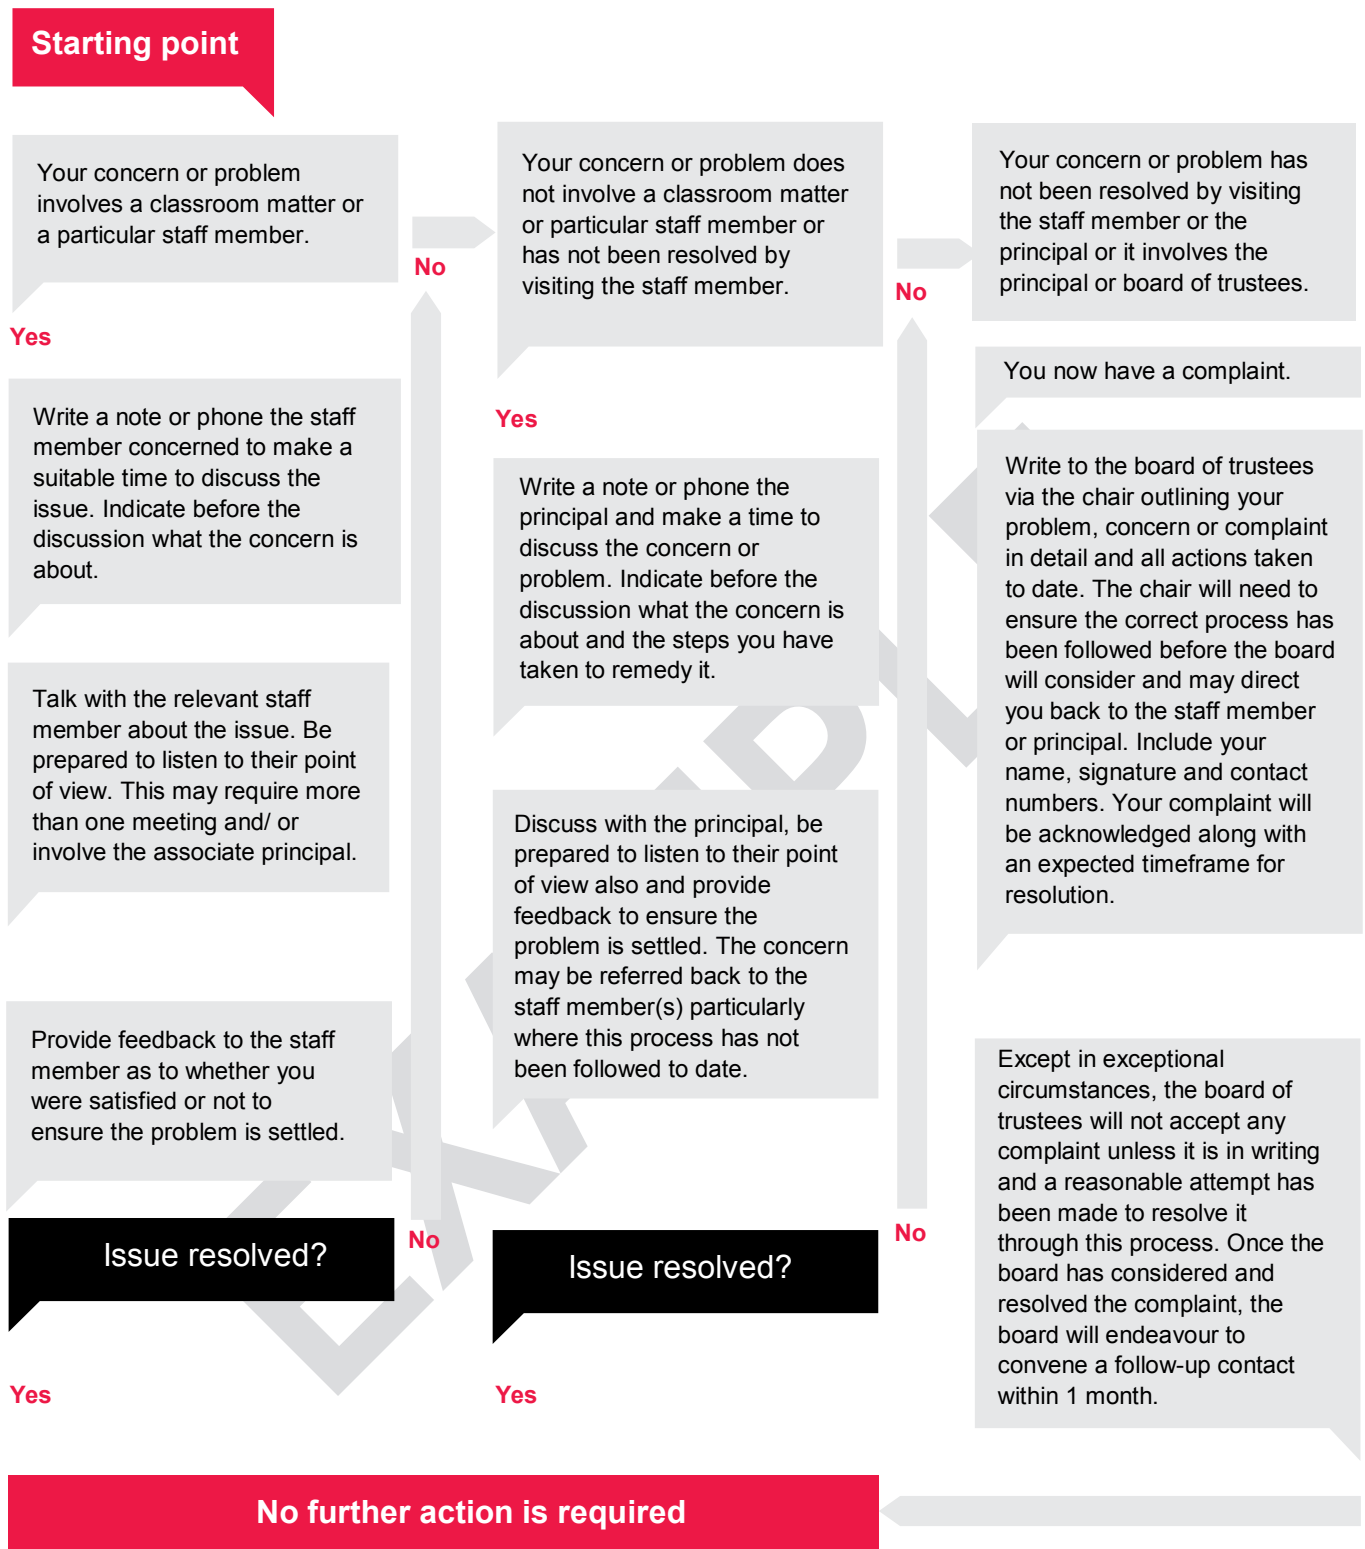 Starting point
Your concern or problem
involves a classroom matter or
a particular staff member.
Yes
Write a note or phone the staff
member concerned to make a
suitable time to discuss the
issue. Indicate before the
discussion what the concern is
about.
Talk with the relevant staff
member about the issue. Be
prepared to listen to their point
of view. This may require more
than one meeting and/ or
involve the associate principal.
Provide feedback to the staff
member as to whether you
were satisfied or not to
ensure the problem is settled.
Issue resolved?
Yes
No
No
Your concern or problem does
not involve a classroom matter
or particular staff member or
has not been resolved by
visiting the staff member.
Yes
Write a note or phone the
principal and make a time to
discuss the concern or
problem. Indicate before the
discussion what the concern is
about and the steps you have
taken to remedy it.
Discuss with the principal, be
prepared to listen to their point
of view also and provide
feedback to ensure the
problem is settled. The concern
may be referred back to the
staff member(s) particularly
where this process has not
been followed to date.
Issue resolved?
Yes
No
No
Your concern or problem has
not been resolved by visiting
the staff member or the
principal or it involves the
principal or board of trustees.
You now have a complaint.
Write to the board of trustees
via the chair outlining your
problem, concern or complaint
in detail and all actions taken
to date. The chair will need to
ensure the correct process has
been followed before the board
will consider and may direct
you back to the staff member
or principal. Include your
name, signature and contact
numbers. Your complaint will
be acknowledged along with
an expected timeframe for
resolution.
Except in exceptional
circumstances, the board of
trustees will not accept any
complaint unless it is in writing
and a reasonable attempt has
been made to resolve it
through this process. Once the
board has considered and
resolved the complaint, the
board will endeavour to
convene a follow-up contact
within 1 month.
No further action is required